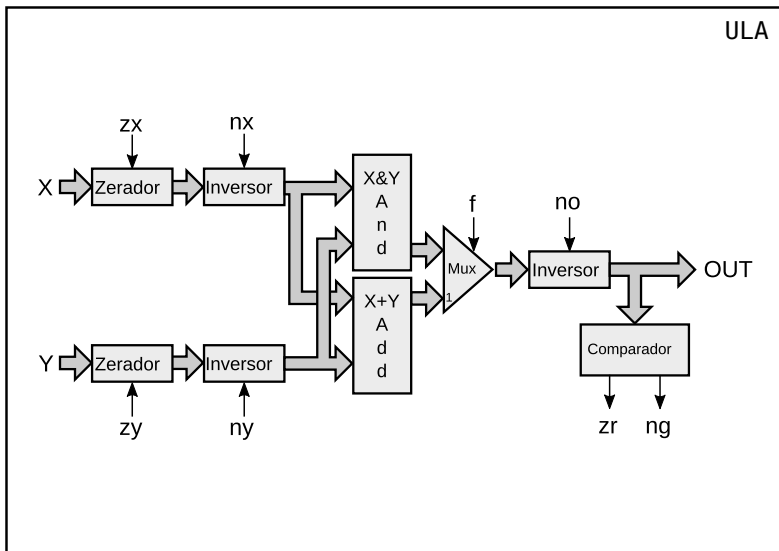 ULA
zx
nx
X
Zerador
Inversor
X&Y
A
n
d
f
no
Mux
1
Inversor
OUT
X+Y
A
d
d
Comparador
Y
Zerador
Inversor
zy
ny
zr
ng